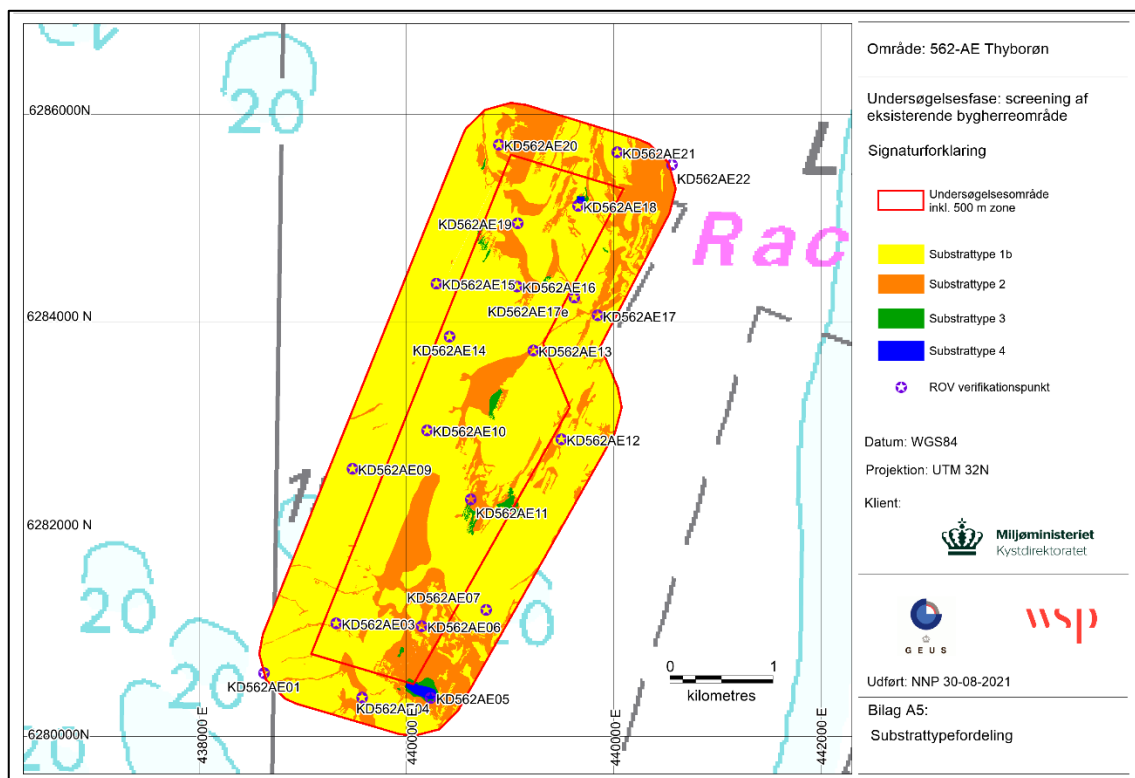 6286000N
6284000 N
6282000 N
6280000N
438000 E
440000 E
440000 E
442000 E
20
20
20
20
20
20
Rac
KD562AE20
KD562AE21
KD562AE22
KD562AE18
KD562AE19
KD562AE15
KD562AE16
KD562AE17e
KD562AE17
KD562AE14
KD562AE13
KD562AE10
KD562AE12
KD562AE09
KD562AE11
KD562AE07
KD562AE03
KD562AE06
KD562AE01
KD562AE04
KD562AE05
0 1
kilometres
Område: 562-AE Thyborøn
Undersøgelsesfase: screening af
eksisterende bygherreområde
Signaturforklaring
Undersøgelsesområde
inkl. 500 m zone
Substrattype 1b
Substrattype 2
Substrattype 3
Substrattype 4
ROV verifikationspunkt
Datum: WGS84
Projektion: UTM 32N
Klient:
Miljøministeriet
Kystdirektoratet
GEUS
wsp
Udført: NNP 30-08-2021
Bilag A5:
Substrattypefordeling